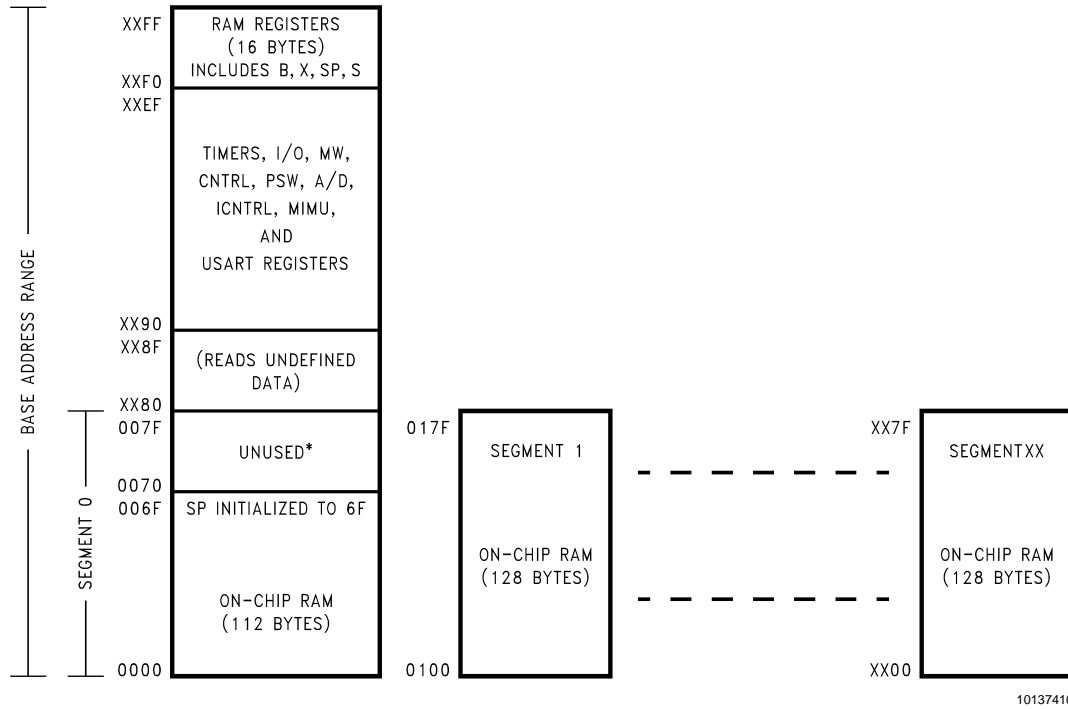 XXFF
RAM REGISTERS
(16 BYTES)
INCLUDES B, X, SP, S
XXF0
XXEF
TIMERS, I/O, MW,
CNTRL, PSW, A/D,
ICNTRL, MIMU,
AND
USART REGISTERS
XX90
XX8F
(READS UNDEFINED
DATA)
XX80
007F
UNUSED*
0070
006F
SP INITIALIZED TO 6F
ON-CHIP RAM
(112 BYTES)
0000
BASE ADDRESS RANGE
SEGMENT 0
017F
SEGMENT 1
ON-CHIP RAM
(128 BYTES)
0100
XX7F
SEGMENTXX
ON-CHIP RAM
(128 BYTES)
XX00